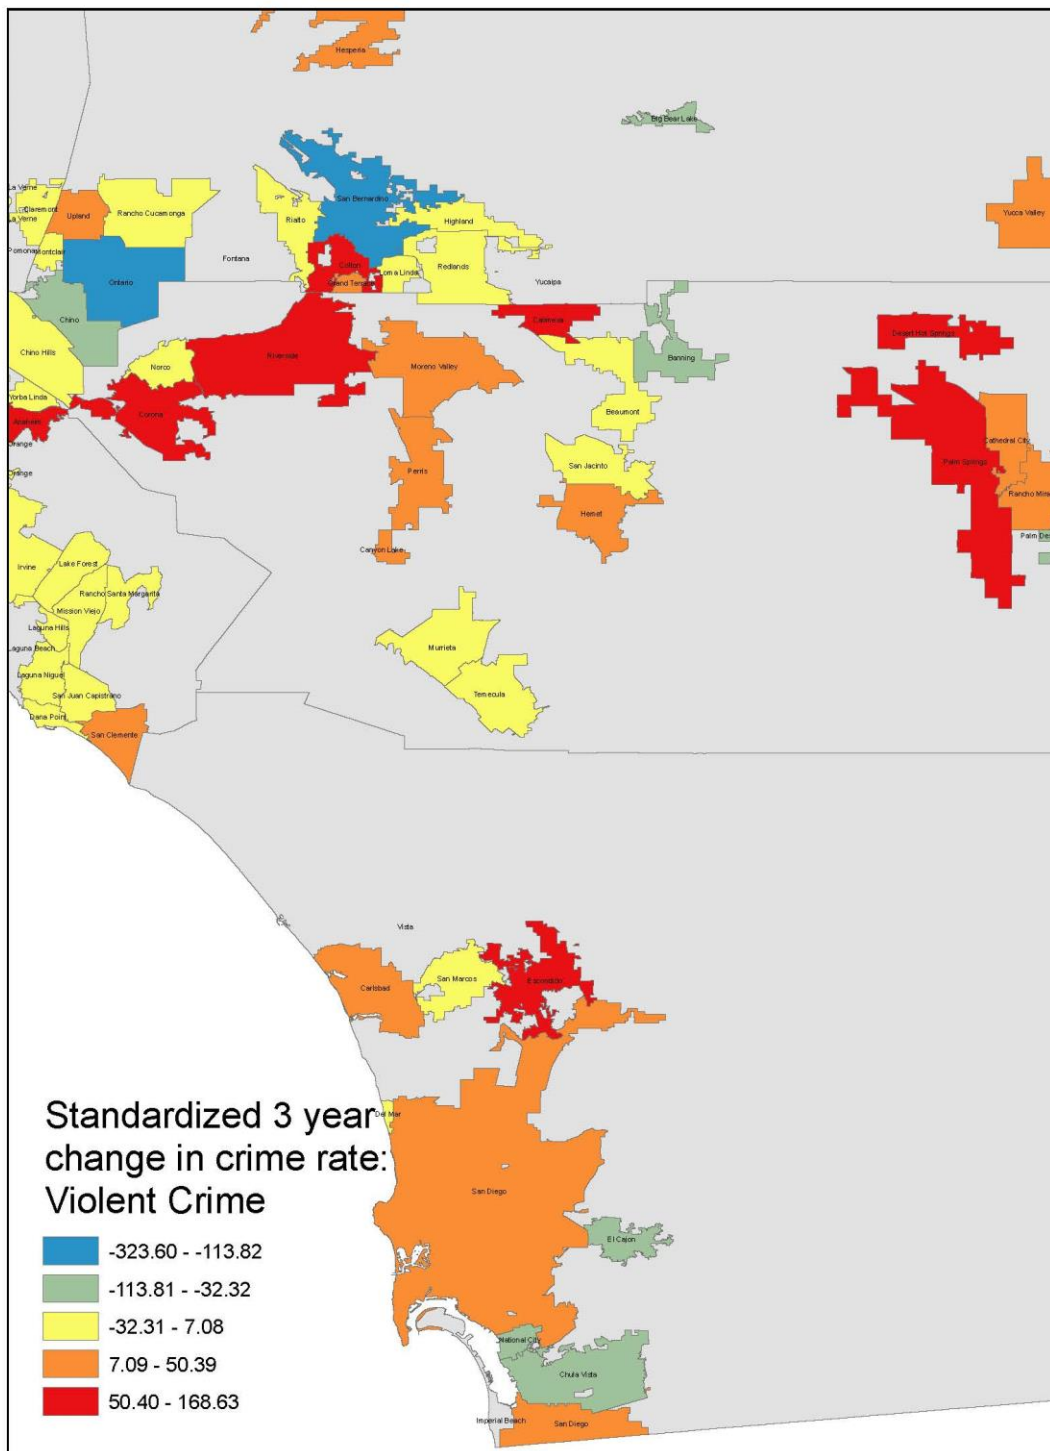 Hesperia
Big Bear Lake
La Verne
Claremont
La Verne
Upland
Rancho Cucamonga
San Bernardino
Rialto
Highland
Yucca Valley
Pomona
Montclair
Fontana
Colton
Loma Linda
Redlands
Ontario
Grand Terrace
Yucaipa
Chino
Calimesa
Desert Hot Springs
Chino Hills
Norco
Riverside
Moreno Valley
Banning
Yorba Linda
Anaheim
Corona
Beaumont
Orange
Cathedral City
Palm Springs
Orange
Perris
San Jacinto
Rancho Mira
Hemet
Palm Des
Canyon Lake
Irvine
Lake Forest
Rancho Santa Margarita
Mission Viejo
Laguna Hills
Laguna Beach
Murrieta
Laguna Niguel
San Juan Capistrano
Temecula
Dana Point
San Clemente
Vista
San Marcos
Escondido
Carlsbad
Del Mar
San Diego
El Cajon
National City
Chula Vista
Imperial Beach
San Diego
Standardized 3 year
change in crime rate:
Violent Crime
-323.60 - -113.82
-113.81 - -32.32
-32.31 - 7.08
7.09 - 50.39
50.40 - 168.63